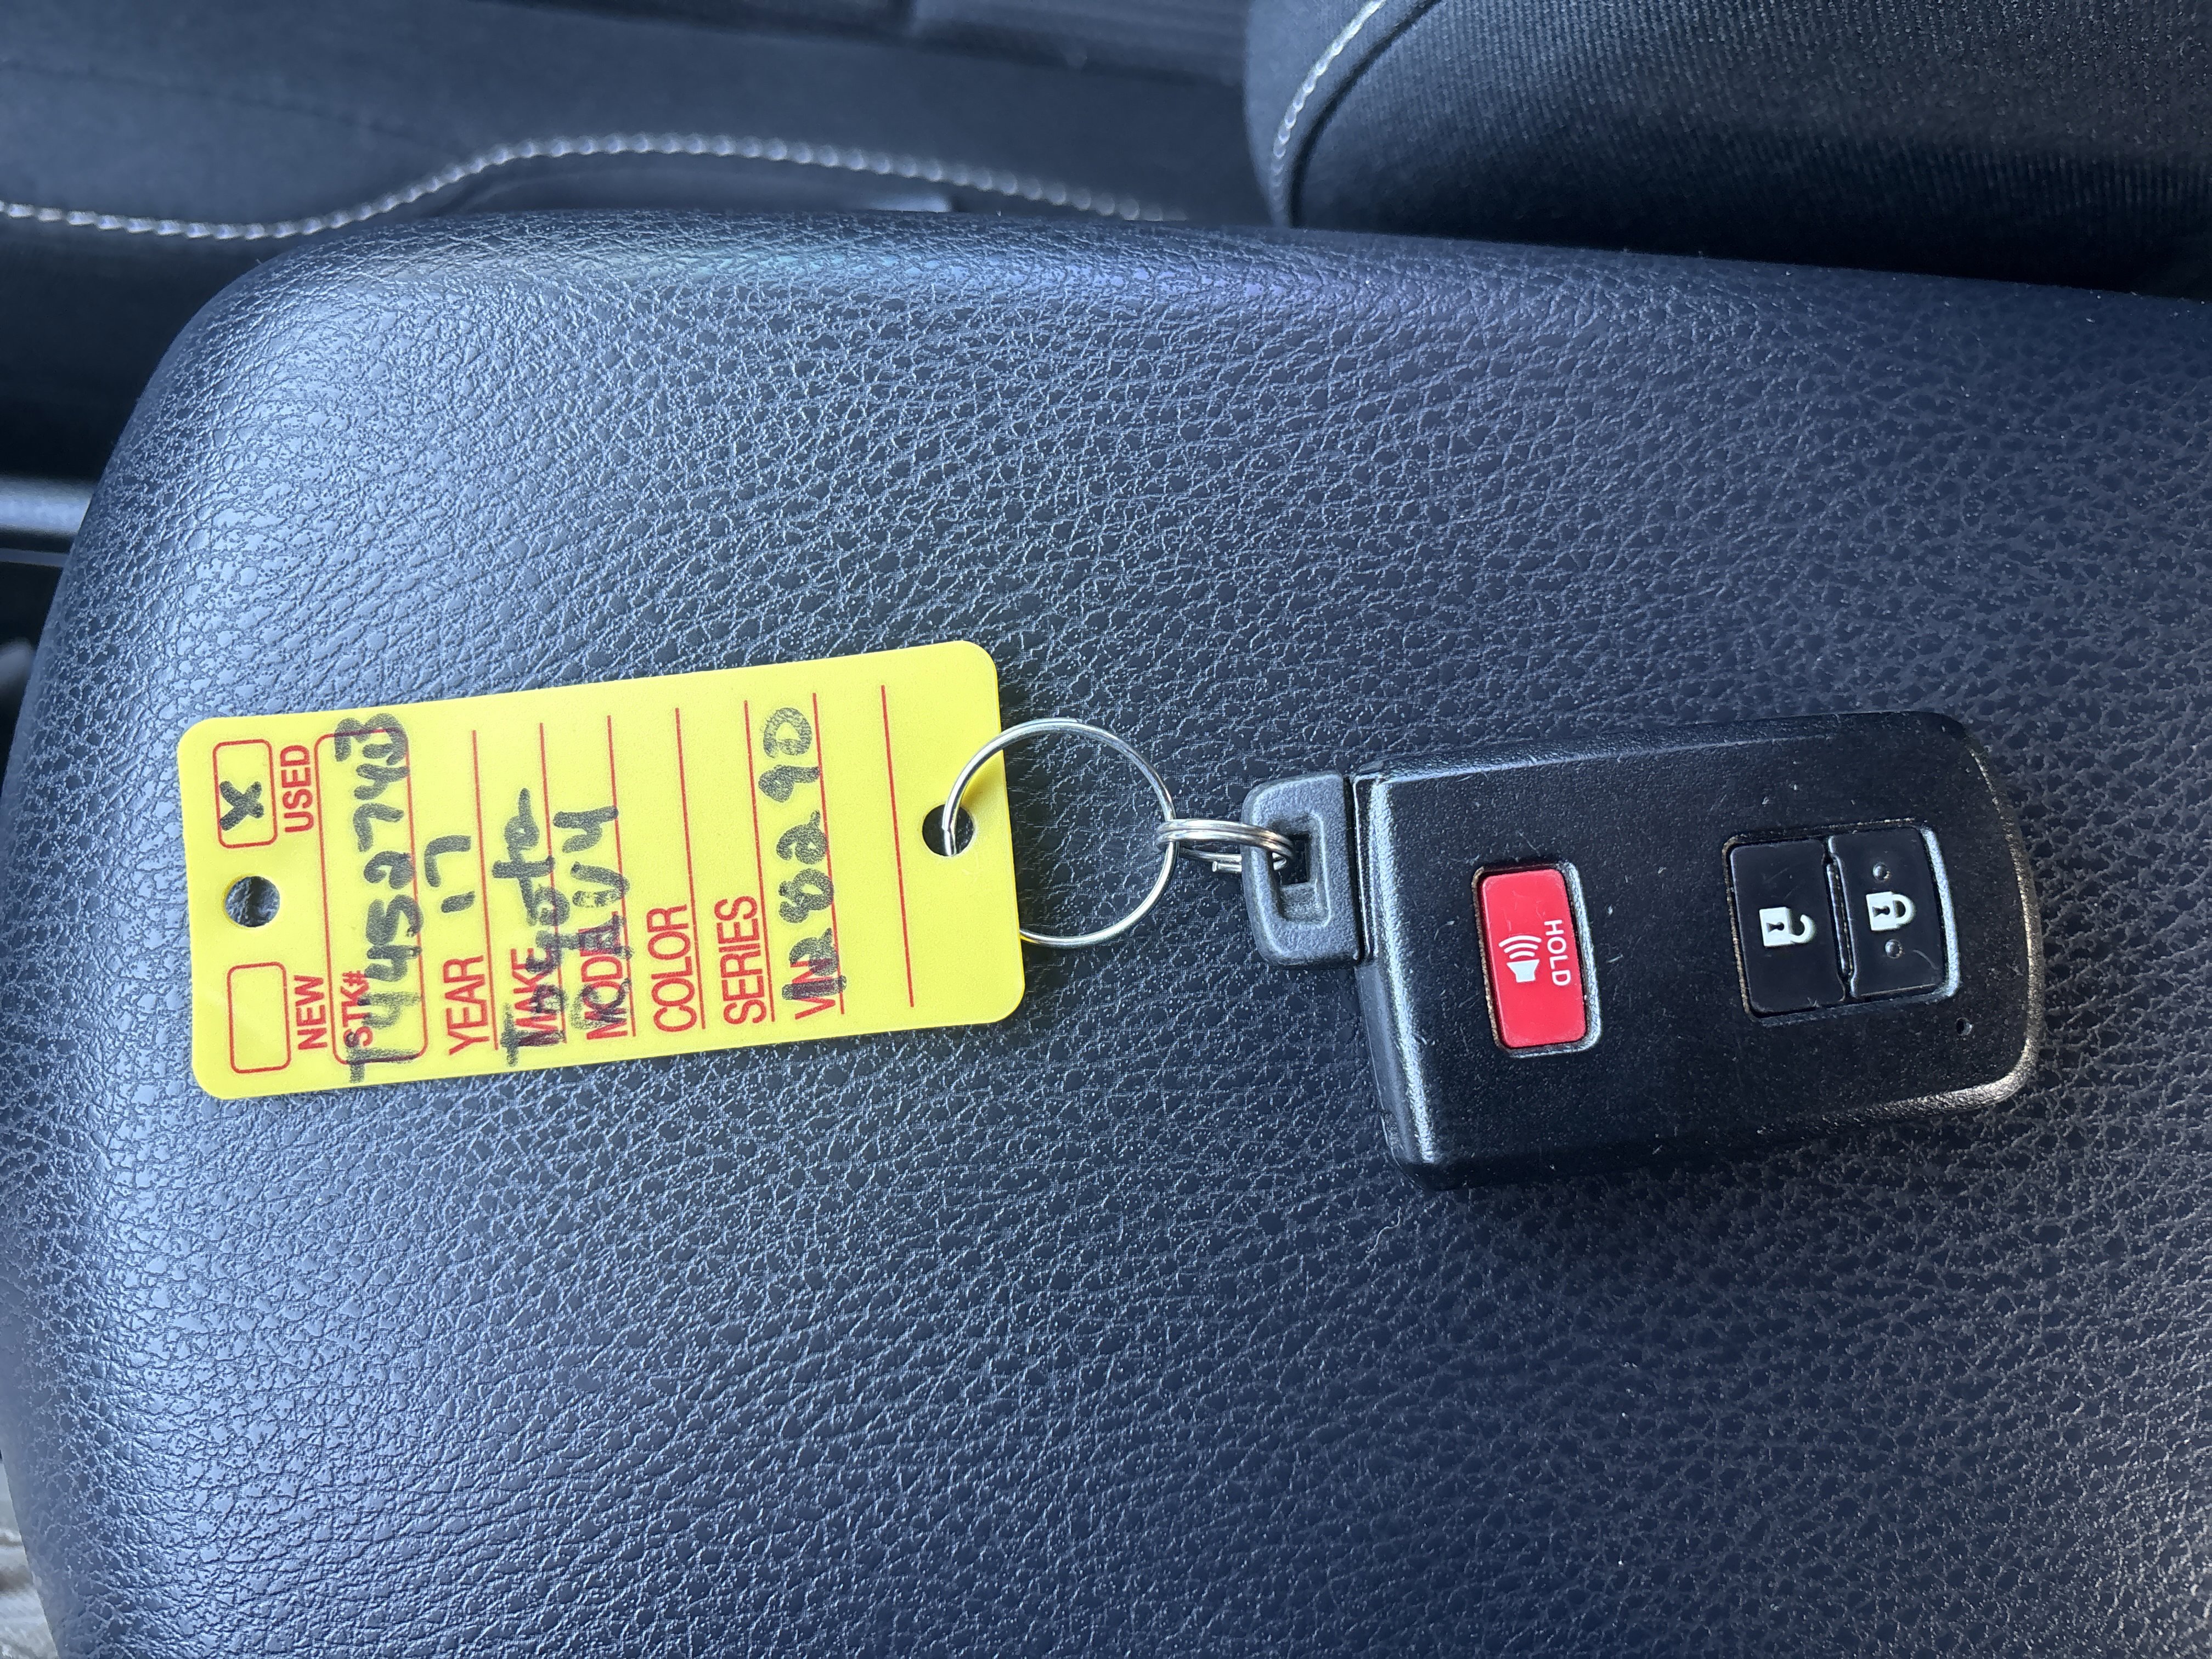 X
NEW USED
STK#
YEAR 17
MAKE Toyota
MODEL RAV4
COLOR
SERIES
VIN
HOLD